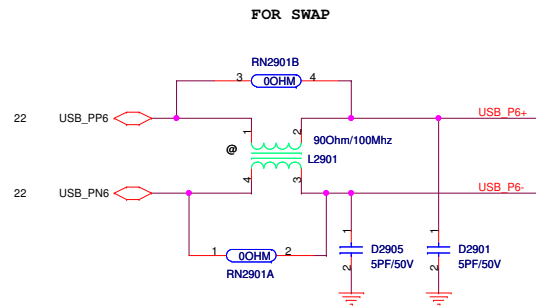 FOR SWAP
RN2901B
3 0OHM 4
22 USB_PP6 USB_P6+
1 2
90Ohm/100Mhz
@ L2901
4 3
22 USB_PN6 USB_P6-
1 0OHM 2
RN2901A
1 1
D2905 D2901
2 5PF/50V 2 5PF/50V